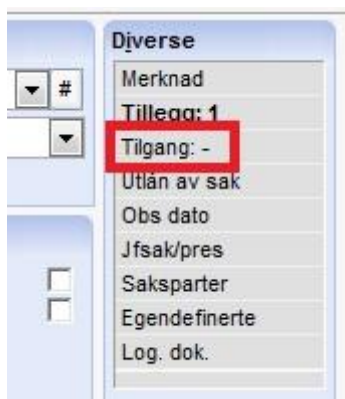 Diverse
#
Merknad
Tillegg: 1
Tilgang: -
Utlån av sak
Obs dato
Jfsak/pres
Saksparter
Egendefinerte
Log. dok.